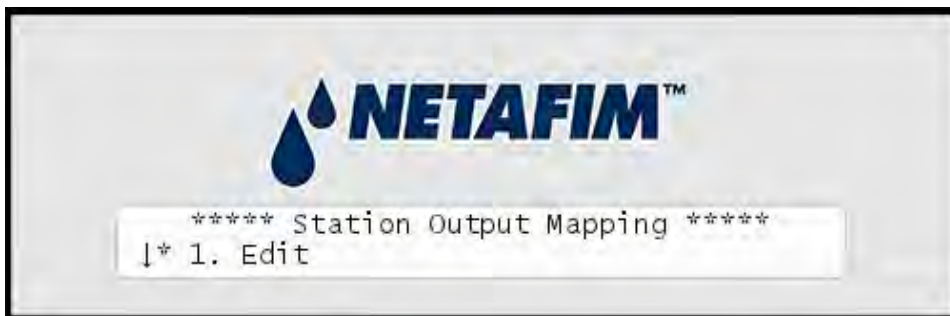 NETAFIM™
***** Station Output Mapping *****
↓* 1. Edit